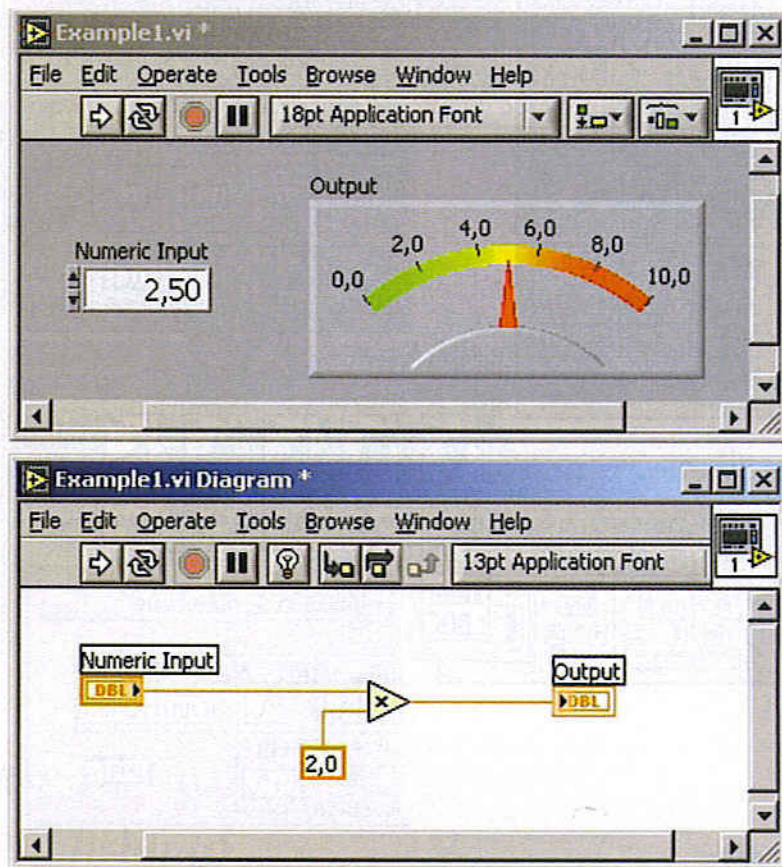 Example1.vi *
File Edit Operate Tools Browse Window Help
18pt Application Font
1
Output
Numeric Input
2,50
0,0 2,0 4,0 6,0 8,0 10,0
Example1.vi Diagram *
File Edit Operate Tools Browse Window Help
13pt Application Font
1
Numeric Input
DBL
Output
DBL
×
2,0